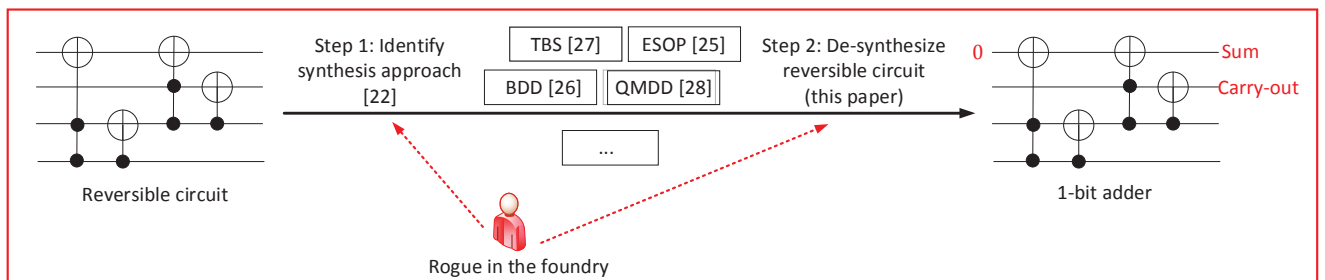 Step 1: Identify
synthesis approach
[22]
TBS [27]
ESOP [25]
BDD [26]
QMDD [28]
...
Step 2: De-synthesize
reversible circuit
(this paper)
0
Sum
Carry-out
Reversible circuit
1-bit adder
Rogue in the foundry